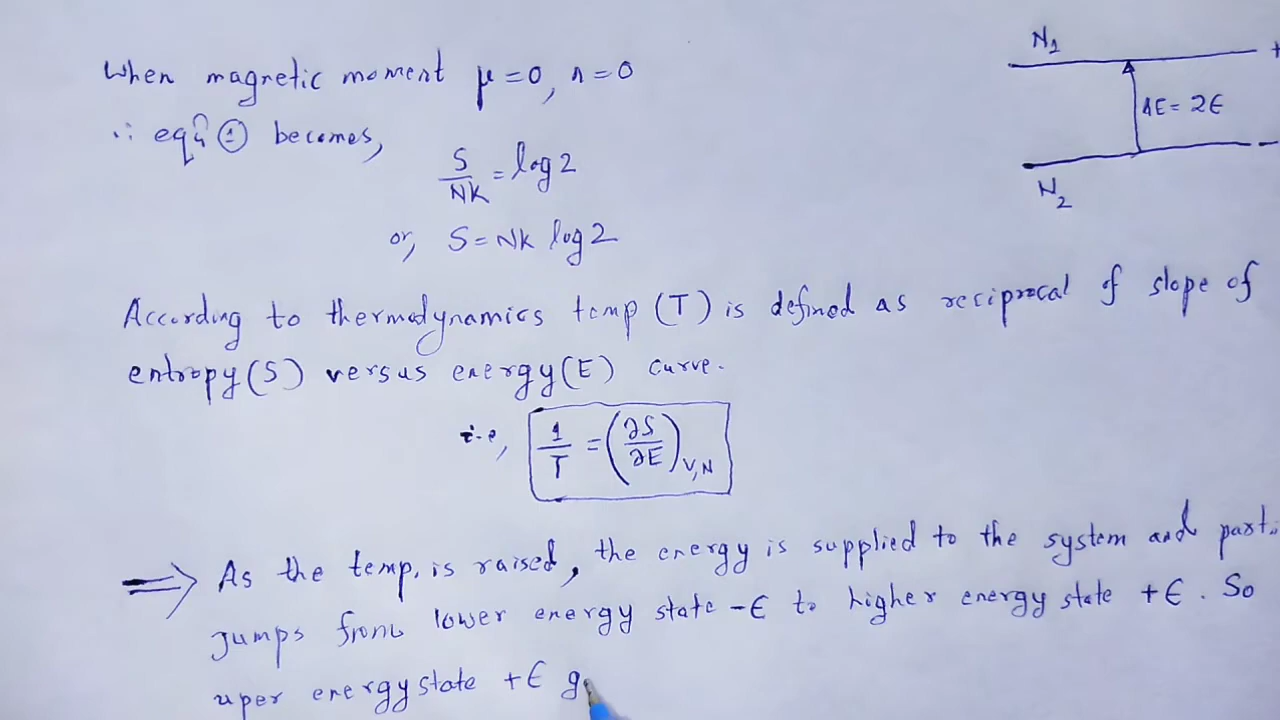 When magnetic moment μ=0, n=0
∴ eqn ① becomes,
S/NK = log 2
or, S = NK log 2
N1
+
ΔE = 2ϵ
−
N2
According to thermodynamics temp (T) is defined as reciprocal of slope of
entropy(S) versus energy(E) curve.
i.e, 1/T = (∂S/∂E)V,N
⇒ As the temp. is raised, the energy is supplied to the system and part..
Jumps from lower energy state −ϵ to higher energy state +ϵ. So
uper energy state +ϵ g